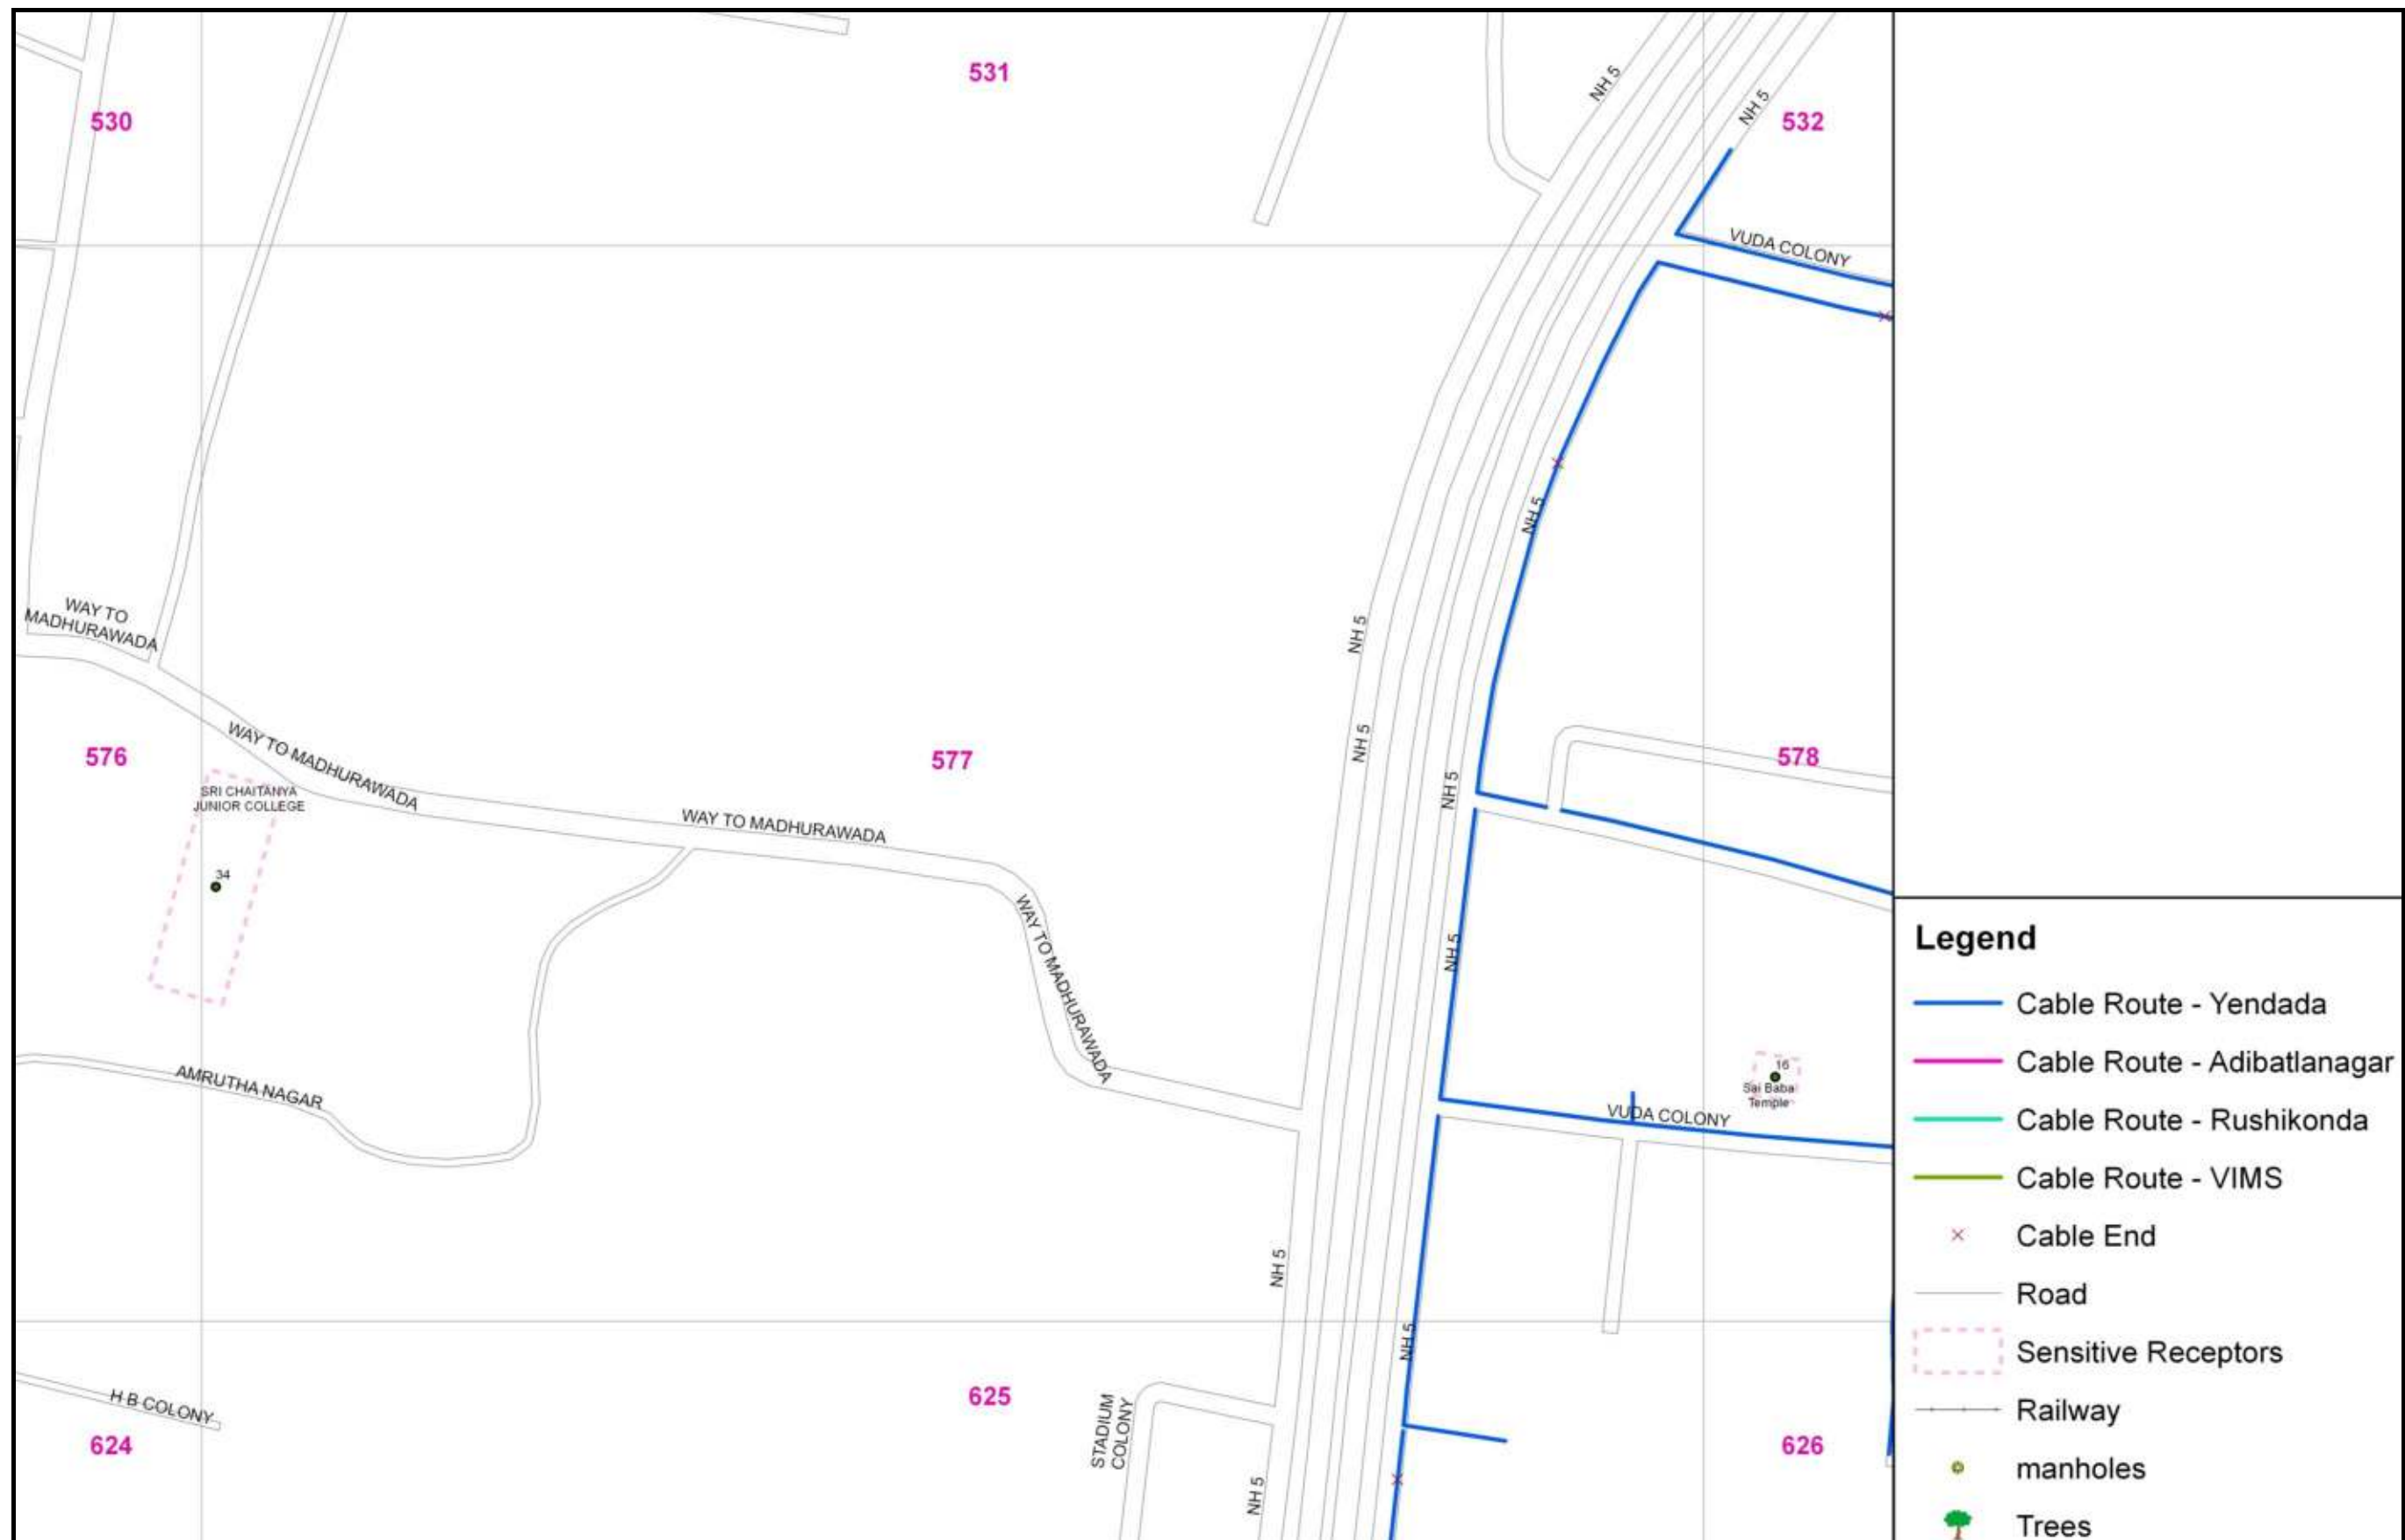 531
NH 5
NH 5
530
532
VUDA COLONY
NH 5
WAY TO
MADHURAWADA
NH 5
WAY TO MADHURAWADA
NH 5
576
577
578
SRI CHAITANYA
JUNIOR COLLEGE
NH 5
WAY TO MADHURAWADA
34
WAY TO MADHURAWADA
NH 5
Legend
Cable Route - Yendada
Cable Route - Adibatlanagar
16
Sai Baba
Temple
AMRUTHA NAGAR
VUDA COLONY
Cable Route - Rushikonda
Cable Route - VIMS
Cable End
NH 5
Road
NH 5
Sensitive Receptors
H B COLONY
625
STADIUM
COLONY
Railway
624
626
manholes
NH 5
Trees